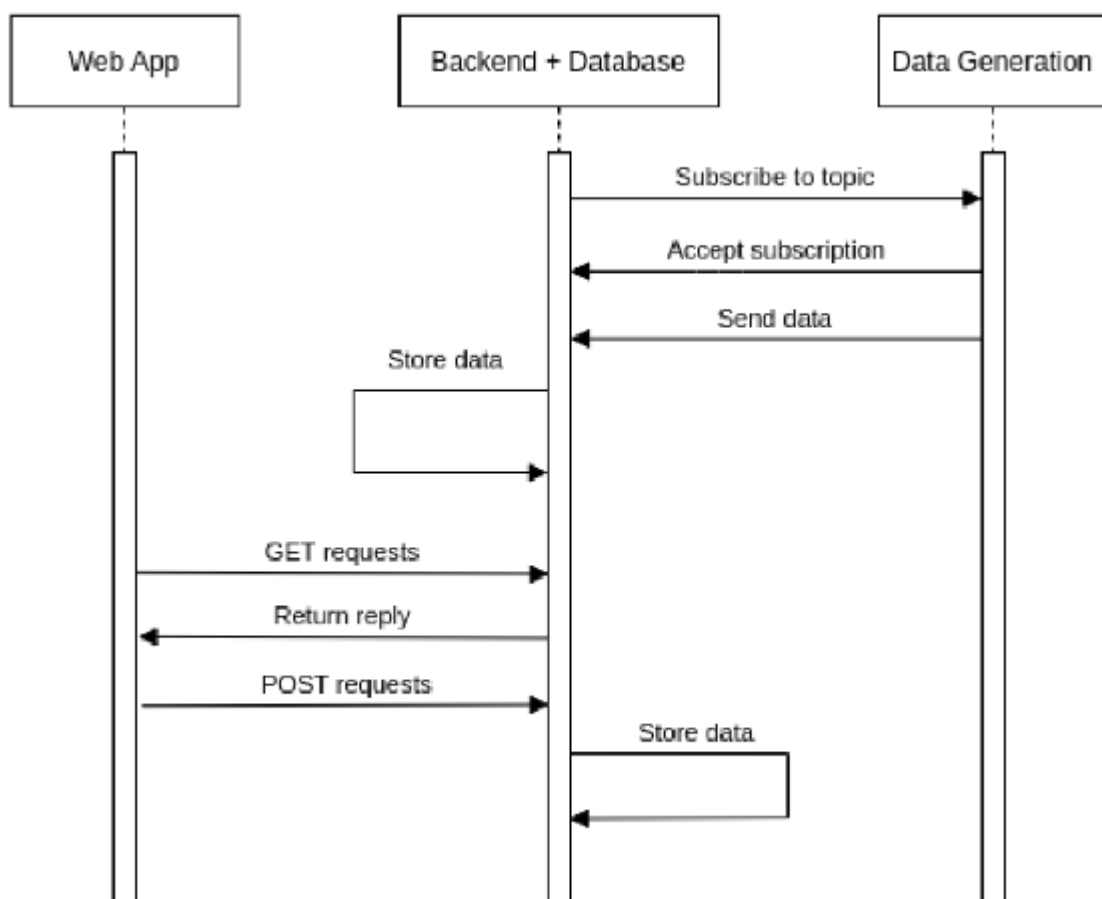 Web App
Backend + Database
Data Generation
Subscribe to topic
Accept subscription
Send data
Store data
GET requests
Return reply
POST requests
Store data